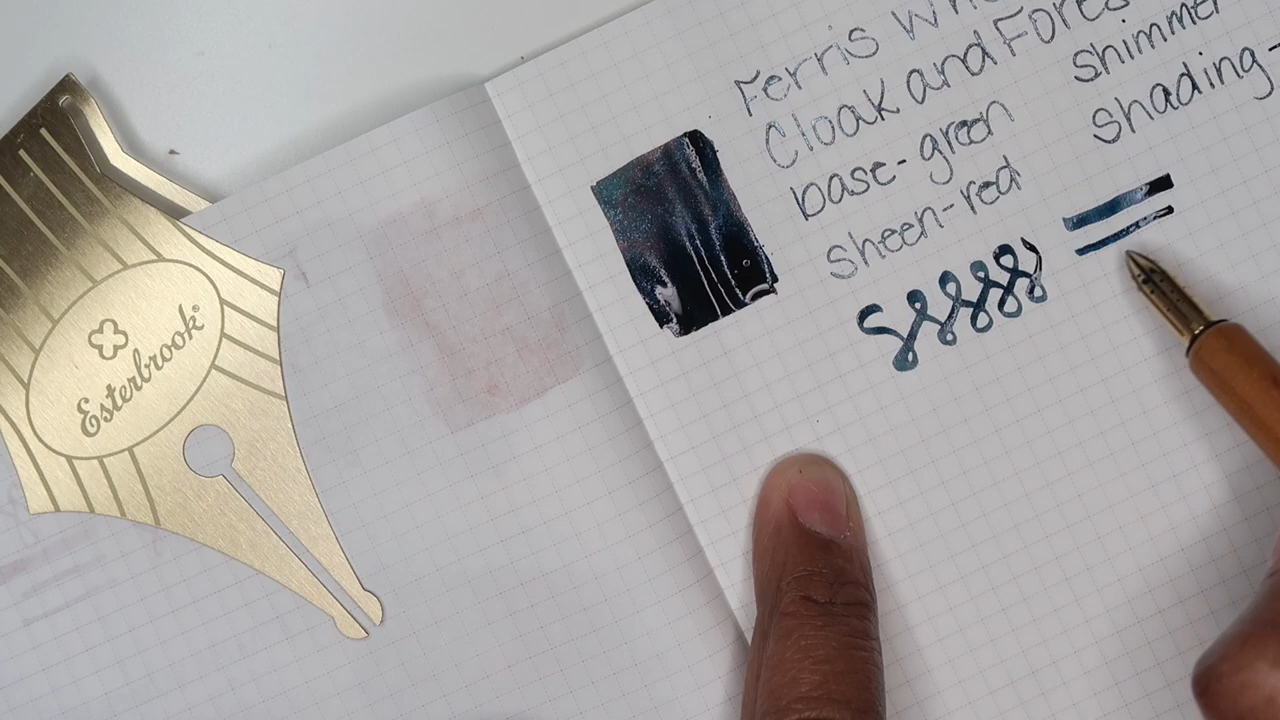 Esterbrook®
Ferris
Cloak and
base-green
sheen-red
shimmer
shading-